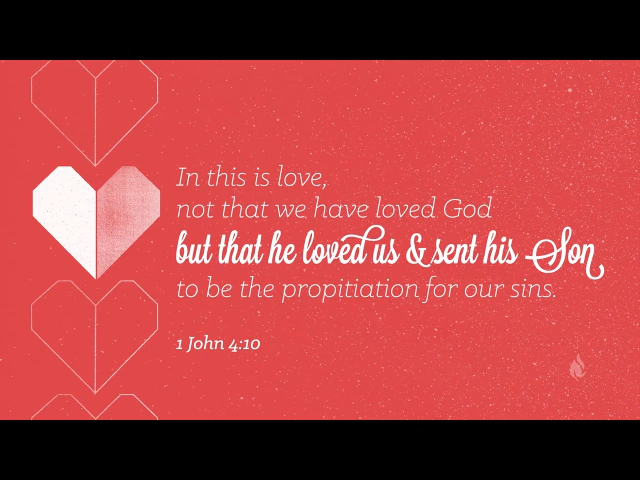 In this is love,
not that we have loved God
but that he loved us & sent his Son
to be the propitiation for our sins.
1 John 4:10